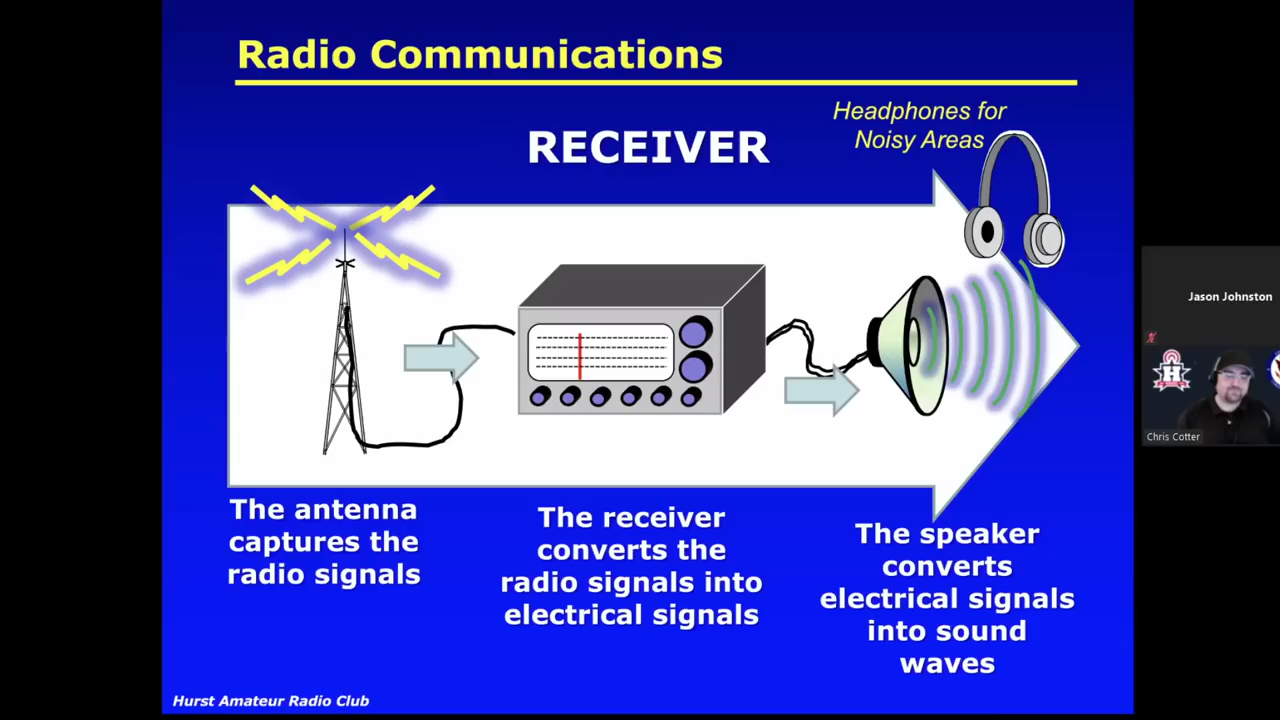 Radio Communications
Headphones for
Noisy Areas
RECEIVER
The antenna
captures the
radio signals
The receiver
converts the
radio signals into
electrical signals
The speaker
converts
electrical signals
into sound
waves
Hurst Amateur Radio Club
Jason Johnston
H
Chris Cotter